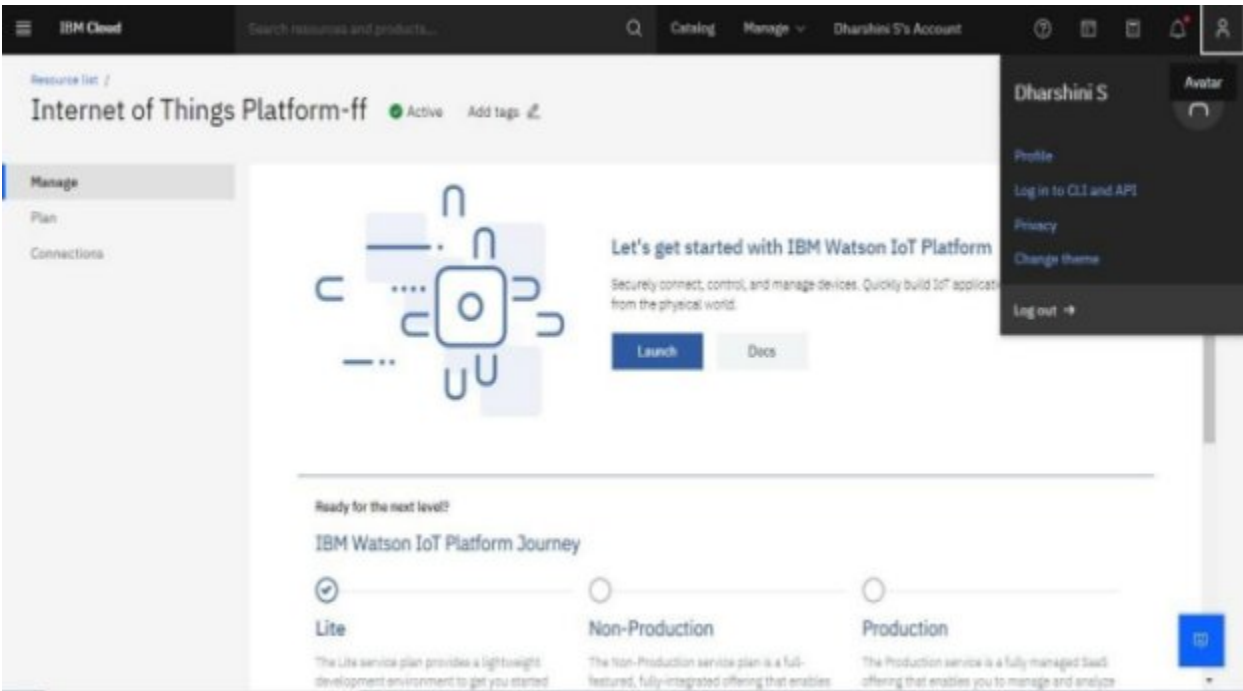 IBM Cloud
Search resources and products...
Catalog
Manage
Dharshini S's Account
Resource list /
Internet of Things Platform-ff
Active
Add tags
Dharshini S
Avatar
Profile
Log in to CLI and API
Privacy
Change theme
Log out →
Manage
Plan
Connections
Let's get started with IBM Watson IoT Platform
Securely connect, control, and manage devices. Quickly build IoT applicati
from the physical world.
Launch
Docs
Ready for the next level?
IBM Watson IoT Platform Journey
Lite
The Lite service plan provides a lightweight
development environment to get you started
Non-Production
The Non-Production service plan is a full-
featured, fully-integrated offering that enables
Production
The Production service is a fully managed SaaS
offering that enables you to manage and analyze